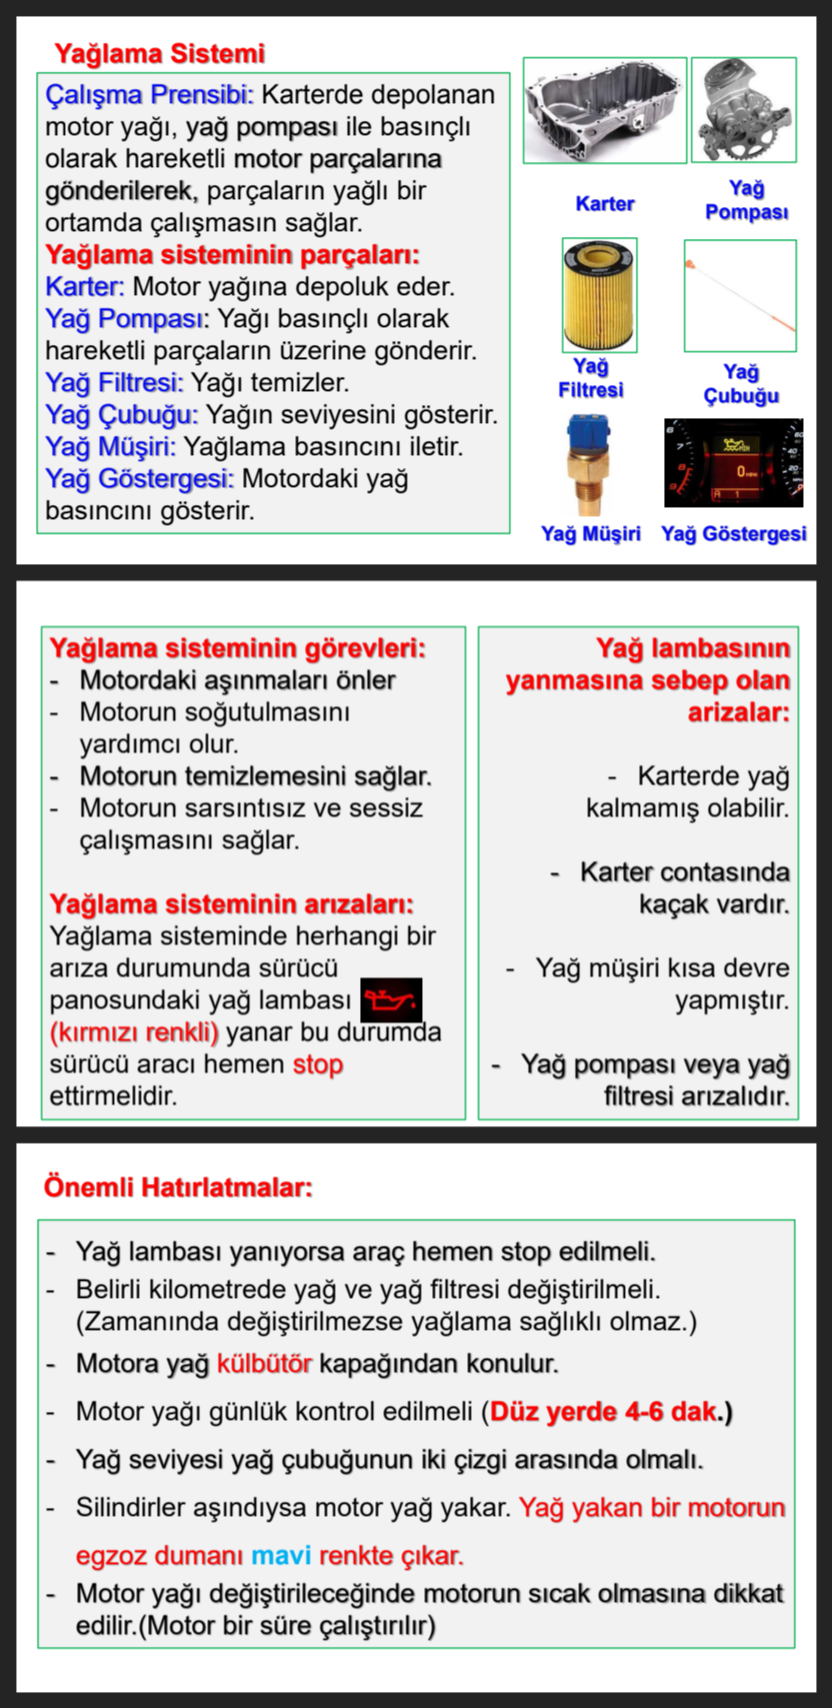 Yağlama Sistemi
Çalışma Prensibi: Karterde depolanan
motor yağı, yağ pompası ile basınçlı
olarak hareketli motor parçalarına
gönderilerek, parçaların yağlı bir
ortamda çalışmasın sağlar.
Yağlama sisteminin parçaları:
Karter: Motor yağına depoluk eder.
Yağ Pompası: Yağı basınçlı olarak
hareketli parçaların üzerine gönderir.
Yağ Filtresi: Yağı temizler.
Yağ Çubuğu: Yağın seviyesini gösterir.
Yağ Müşiri: Yağlama basıncını iletir.
Yağ Göstergesi: Motordaki yağ
basıncını gösterir.
Karter
Yağ
Pompası
Yağ
Filtresi
Yağ
Çubuğu
Yağ Müşiri
Yağ Göstergesi
Yağlama sisteminin görevleri:
- Motordaki aşınmaları önler
- Motorun soğutulmasını
yardımcı olur.
- Motorun temizlemesini sağlar.
- Motorun sarsıntısız ve sessiz
çalışmasını sağlar.
Yağlama sisteminin arızaları:
Yağlama sisteminde herhangi bir
arıza durumunda sürücü
panosundaki yağ lambası
(kırmızı renkli) yanar bu durumda
sürücü aracı hemen stop
ettirmelidir.
Yağ lambasının
yanmasına sebep olan
arizalar:
- Karterde yağ
kalmamış olabilir.
- Karter contasında
kaçak vardır.
- Yağ müşiri kısa devre
yapmıştır.
- Yağ pompası veya yağ
filtresi arızalıdır.
Önemli Hatırlatmalar:
- Yağ lambası yanıyorsa araç hemen stop edilmeli.
- Belirli kilometrede yağ ve yağ filtresi değiştirilmeli.
(Zamanında değiştirilmezse yağlama sağlıklı olmaz.)
- Motora yağ külbütör kapağından konulur.
- Motor yağı günlük kontrol edilmeli (Düz yerde 4-6 dak.)
- Yağ seviyesi yağ çubuğunun iki çizgi arasında olmalı.
- Silindirler aşındıysa motor yağ yakar. Yağ yakan bir motorun
egzoz dumanı mavi renkte çıkar.
- Motor yağı değiştirileceğinde motorun sıcak olmasına dikkat
edilir.(Motor bir süre çalıştırılır)